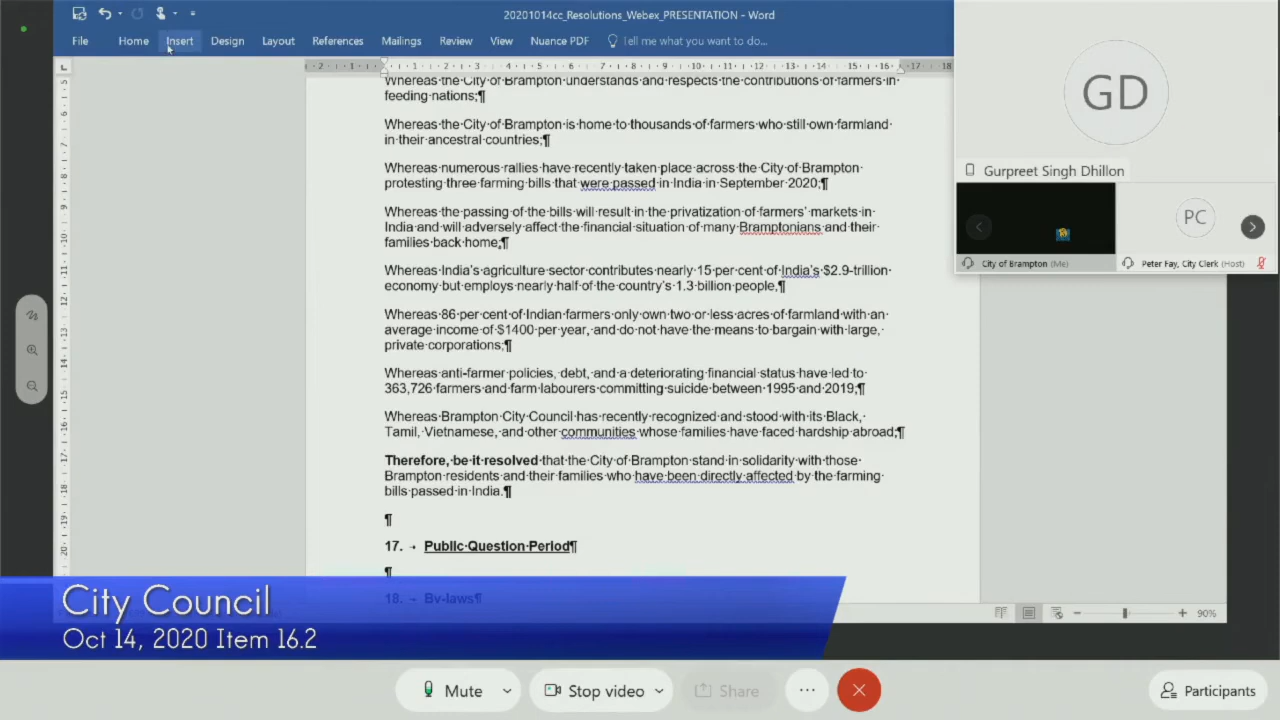 20201014cc_Resolutions_Webex_PRESENTATION - Word
File Home Insert Design Layout References Mailings Review View Nuance PDF Tell me what you want to do...
GD
Gurpreet Singh Dhillon
PC
City of Brampton (Me)
Peter Fay, City Clerk (Host)
Whereas the City of Brampton understands and respects the contributions of farmers in
feeding nations;¶
Whereas the City of Brampton is home to thousands of farmers who still own farmland
in their ancestral countries;¶
Whereas numerous rallies have recently taken place across the City of Brampton
protesting three farming bills that were passed in India in September 2020;¶
Whereas the passing of the bills will result in the privatization of farmers' markets in
India and will adversely affect the financial situation of many Bramptonians and their
families back home;¶
Whereas India's agriculture sector contributes nearly 15 per cent of India's $2.9-trillion
economy but employs nearly half of the country's 1.3 billion people,¶
Whereas 86 per cent of Indian farmers only own two or less acres of farmland with an
average income of $1400 per year, and do not have the means to bargain with large,
private corporations;¶
Whereas anti-farmer policies, debt, and a deteriorating financial status have led to
363,726 farmers and farm labourers committing suicide between 1995 and 2019,¶
Whereas Brampton City Council has recently recognized and stood with its Black,
Tamil, Vietnamese, and other communities whose families have faced hardship abroad;¶
Therefore, be it resolved that the City of Brampton stand in solidarity with those
Brampton residents and their families who have been directly affected by the farming
bills passed in India.¶
¶
17. → Public Question Period¶
¶
18. → By-laws¶
90%
City Council
Oct 14, 2020 Item 16.2
Mute
Stop video
Share
Participants